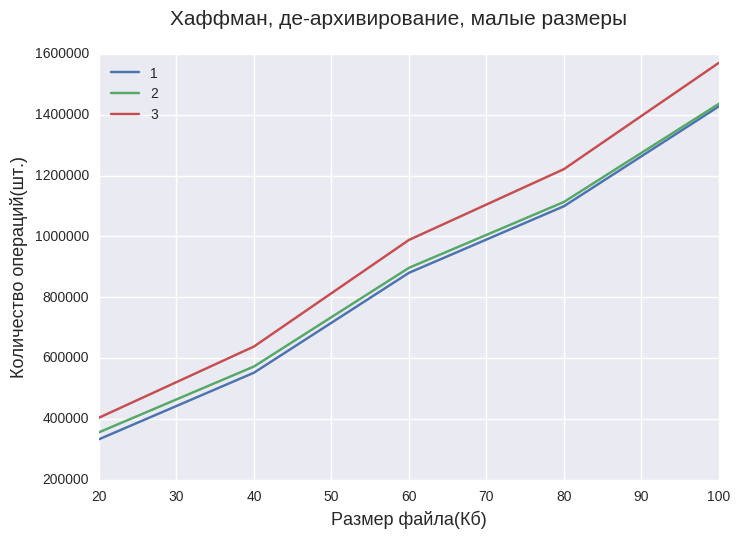 Хаффман, де-архивирование, малые размеры
1600000
1400000
1200000
1000000
800000
600000
400000
200000
Количество операций(шт.)
1
2
3
20 30 40 50 60 70 80 90 100
Размер файла(Кб)